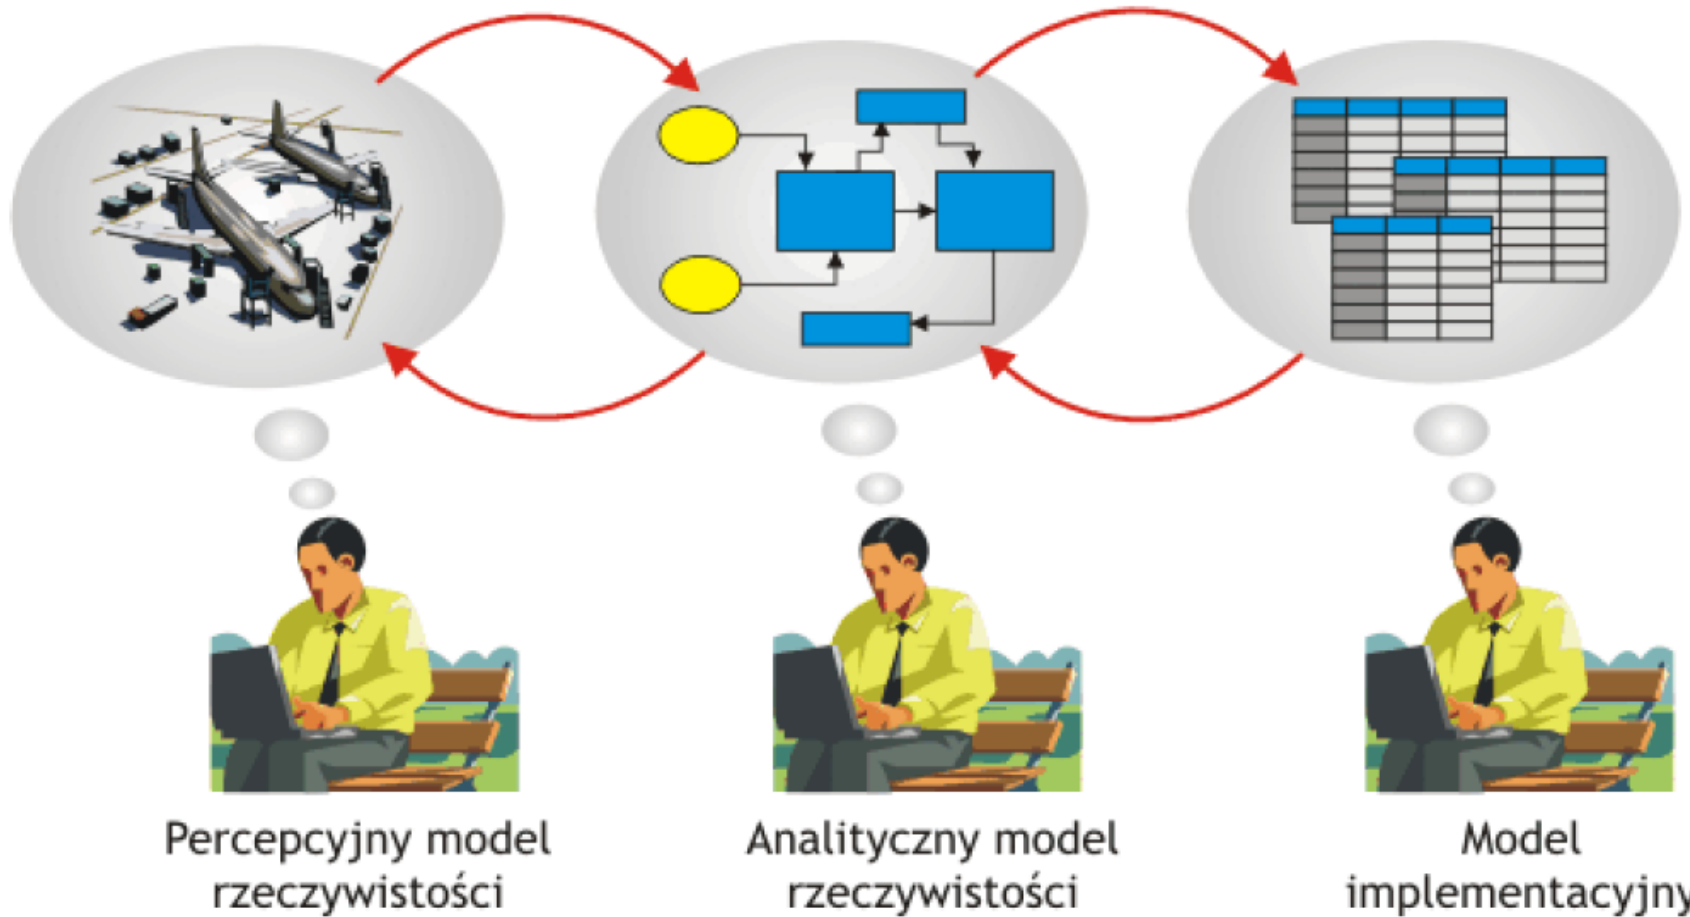 Percepcyjny model
rzeczywistości
Analityczny model
rzeczywistości
Model
implementacyjny